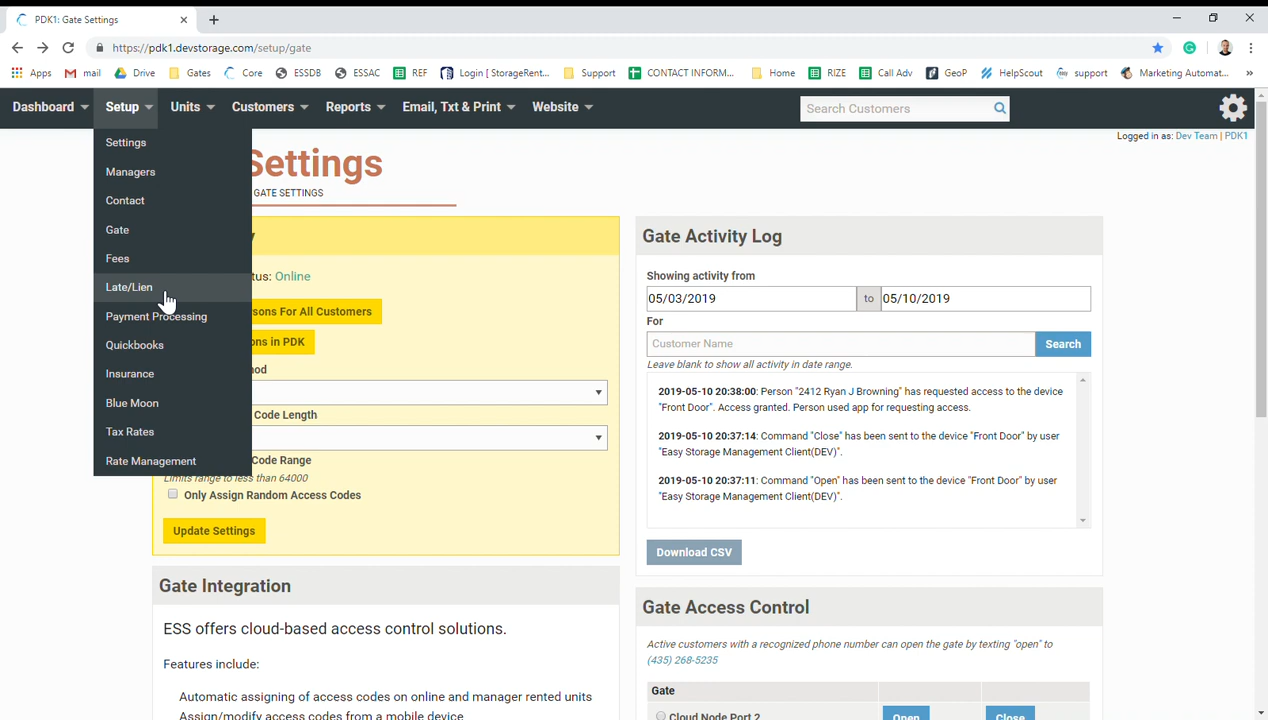 PDK1: Gate Settings
https://pdk1.devstorage.com/setup/gate
Apps mail Drive Gates Core ESSDB ESSAC REF Login [ StorageRent... Support CONTACT INFORM... Home RIZE Call Adv GeoP HelpScout support Marketing Automat... »
Dashboard Setup Units Customers Reports Email, Txt & Print Website Search Customers
Logged in as: Dev Team | PDK1
Settings
Managers
Contact
Gate
Fees
Late/Lien
Payment Processing
Quickbooks
Insurance
Blue Moon
Tax Rates
Rate Management
Settings
GATE SETTINGS
tus: Online
sons For All Customers
ons in PDK
od
Code Length
Code Range
Limits range to less than 64000
Only Assign Random Access Codes
Update Settings
Gate Integration
ESS offers cloud-based access control solutions.
Features include:
Automatic assigning of access codes on online and manager rented units
Assign/modify access codes from a mobile device
Gate Activity Log
Showing activity from
05/03/2019 to 05/10/2019
For
Customer Name Search
Leave blank to show all activity in date range.
2019-05-10 20:38:00: Person "2412 Ryan J Browning" has requested access to the device
"Front Door". Access granted. Person used app for requesting access.
2019-05-10 20:37:14: Command "Close" has been sent to the device "Front Door" by user
"Easy Storage Management Client(DEV)".
2019-05-10 20:37:11: Command "Open" has been sent to the device "Front Door" by user
"Easy Storage Management Client(DEV)".
Download CSV
Gate Access Control
Active customers with a recognized phone number can open the gate by texting "open" to
(435) 268-5235
Gate
Cloud Node Port 2 Open Close